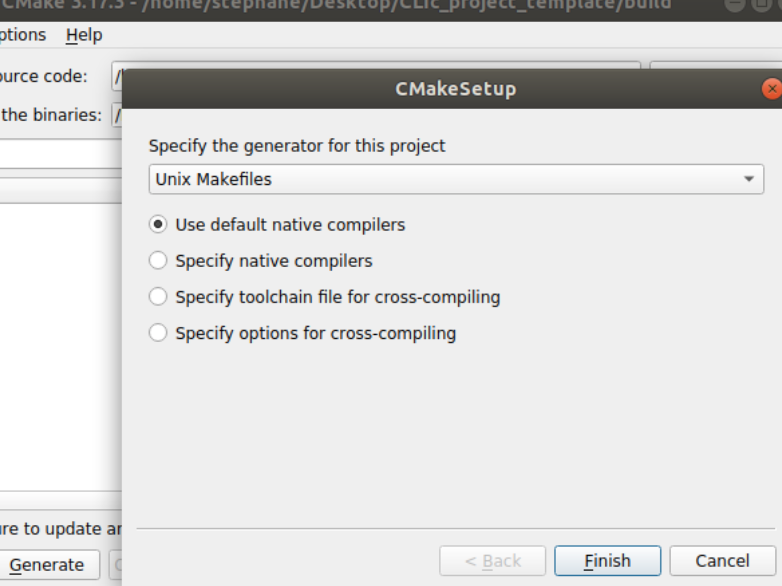 CMake 3.17.3 - /home/stephane/Desktop/CLIc_project_template/build
ptions Help
ource code: /
CMakeSetup
the binaries: /
Specify the generator for this project
Unix Makefiles
Use default native compilers
Specify native compilers
Specify toolchain file for cross-compiling
Specify options for cross-compiling
ure to update an
Generate
< Back
Finish
Cancel